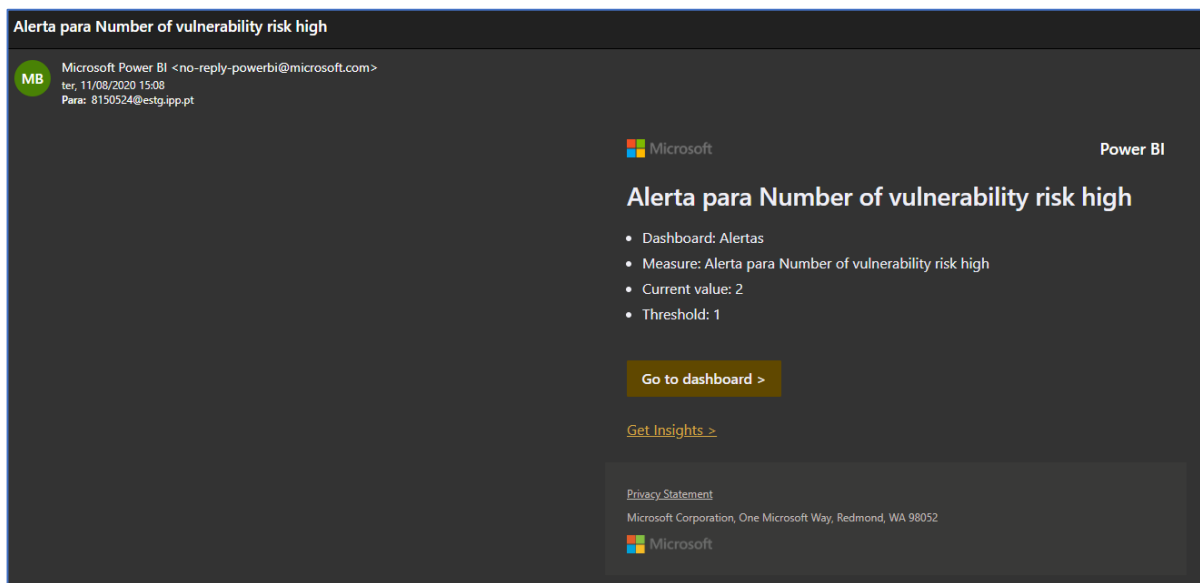 Alerta para Number of vulnerability risk high
MB
Microsoft Power BI <no-reply-powerbi@microsoft.com>
ter, 11/08/2020 15:08
Para: 8150524@estg.ipp.pt
Microsoft
Power BI
Alerta para Number of vulnerability risk high
• Dashboard: Alertas
• Measure: Alerta para Number of vulnerability risk high
• Current value: 2
• Threshold: 1
Go to dashboard >
Get Insights >
Privacy Statement
Microsoft Corporation, One Microsoft Way, Redmond, WA 98052
Microsoft